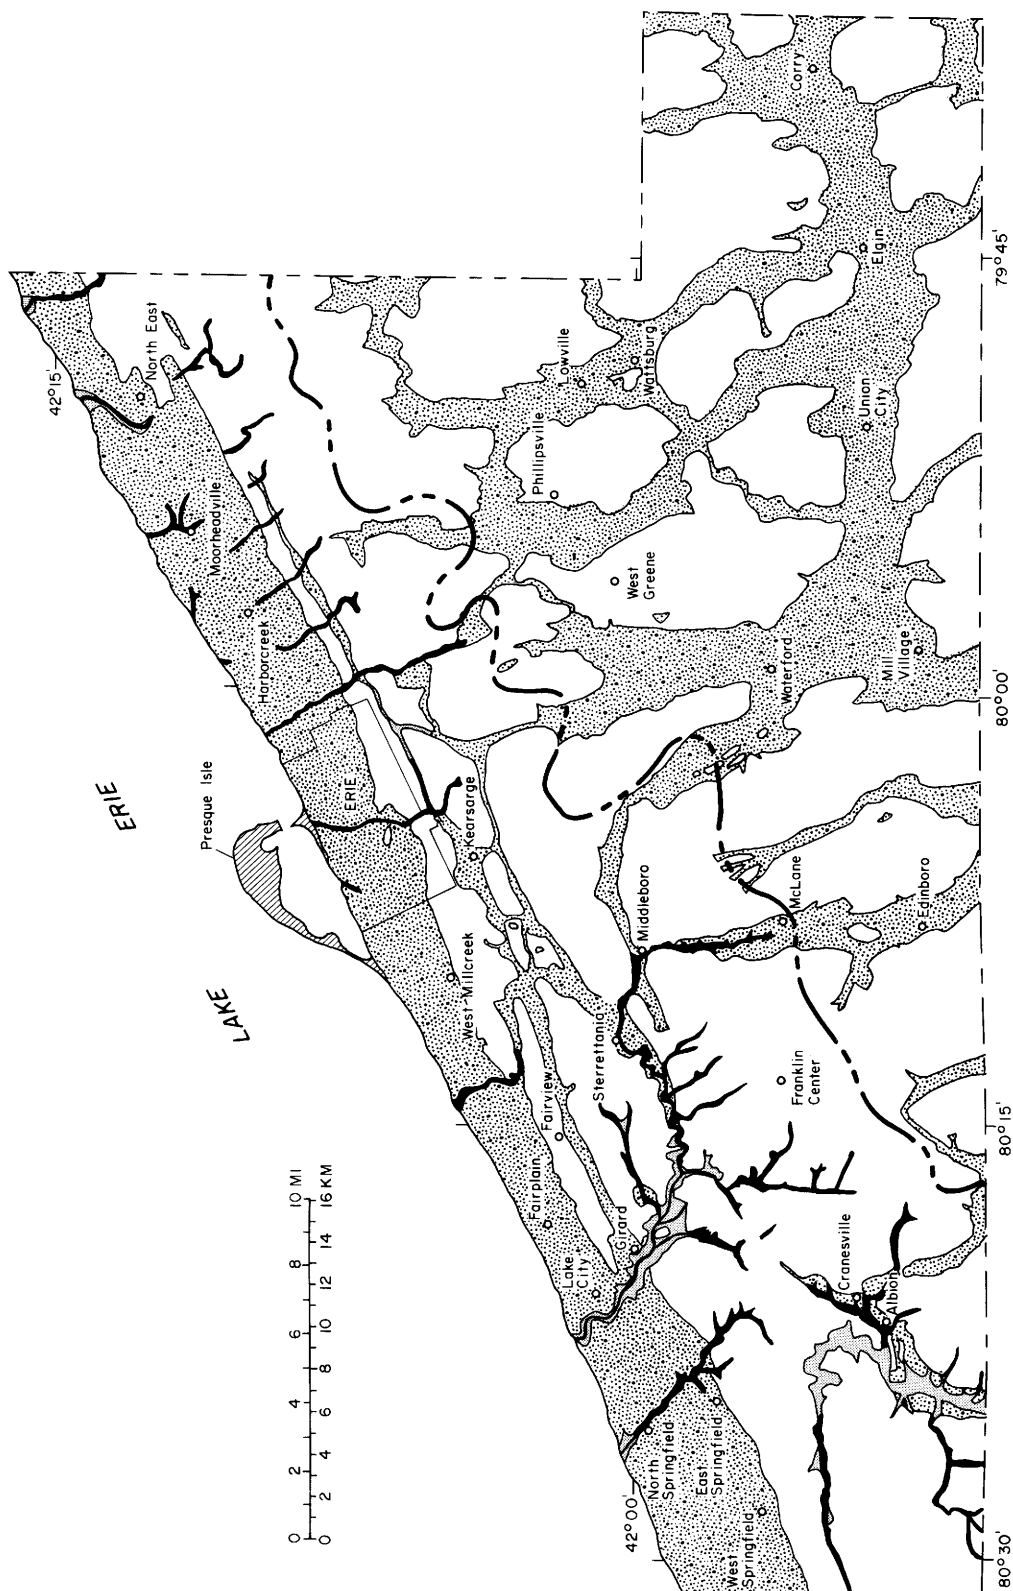 LAKE
ERIE
Presque Isle
42°15'
North East
Moorheadville
Harborcreek
ERIE
Kearsarge
West Millcreek
Fairplain
Fairview
Sterrettania
Lake
City
Girard
Middleboro
McLane
Edinboro
Franklin
Center
Cranesville
Albion
North
Springfield
East
Springfield
West
Springfield
42°00'
Corry
Elgin
Lowville
Wattsburg
Phillipsville
Union
City
West
Greene
Waterford
Mill
Village
79°45'
80°00'
80°15'
80°30'
0 2 4 6 8 10 MI
0 2 4 6 8 10 12 14 16 KM